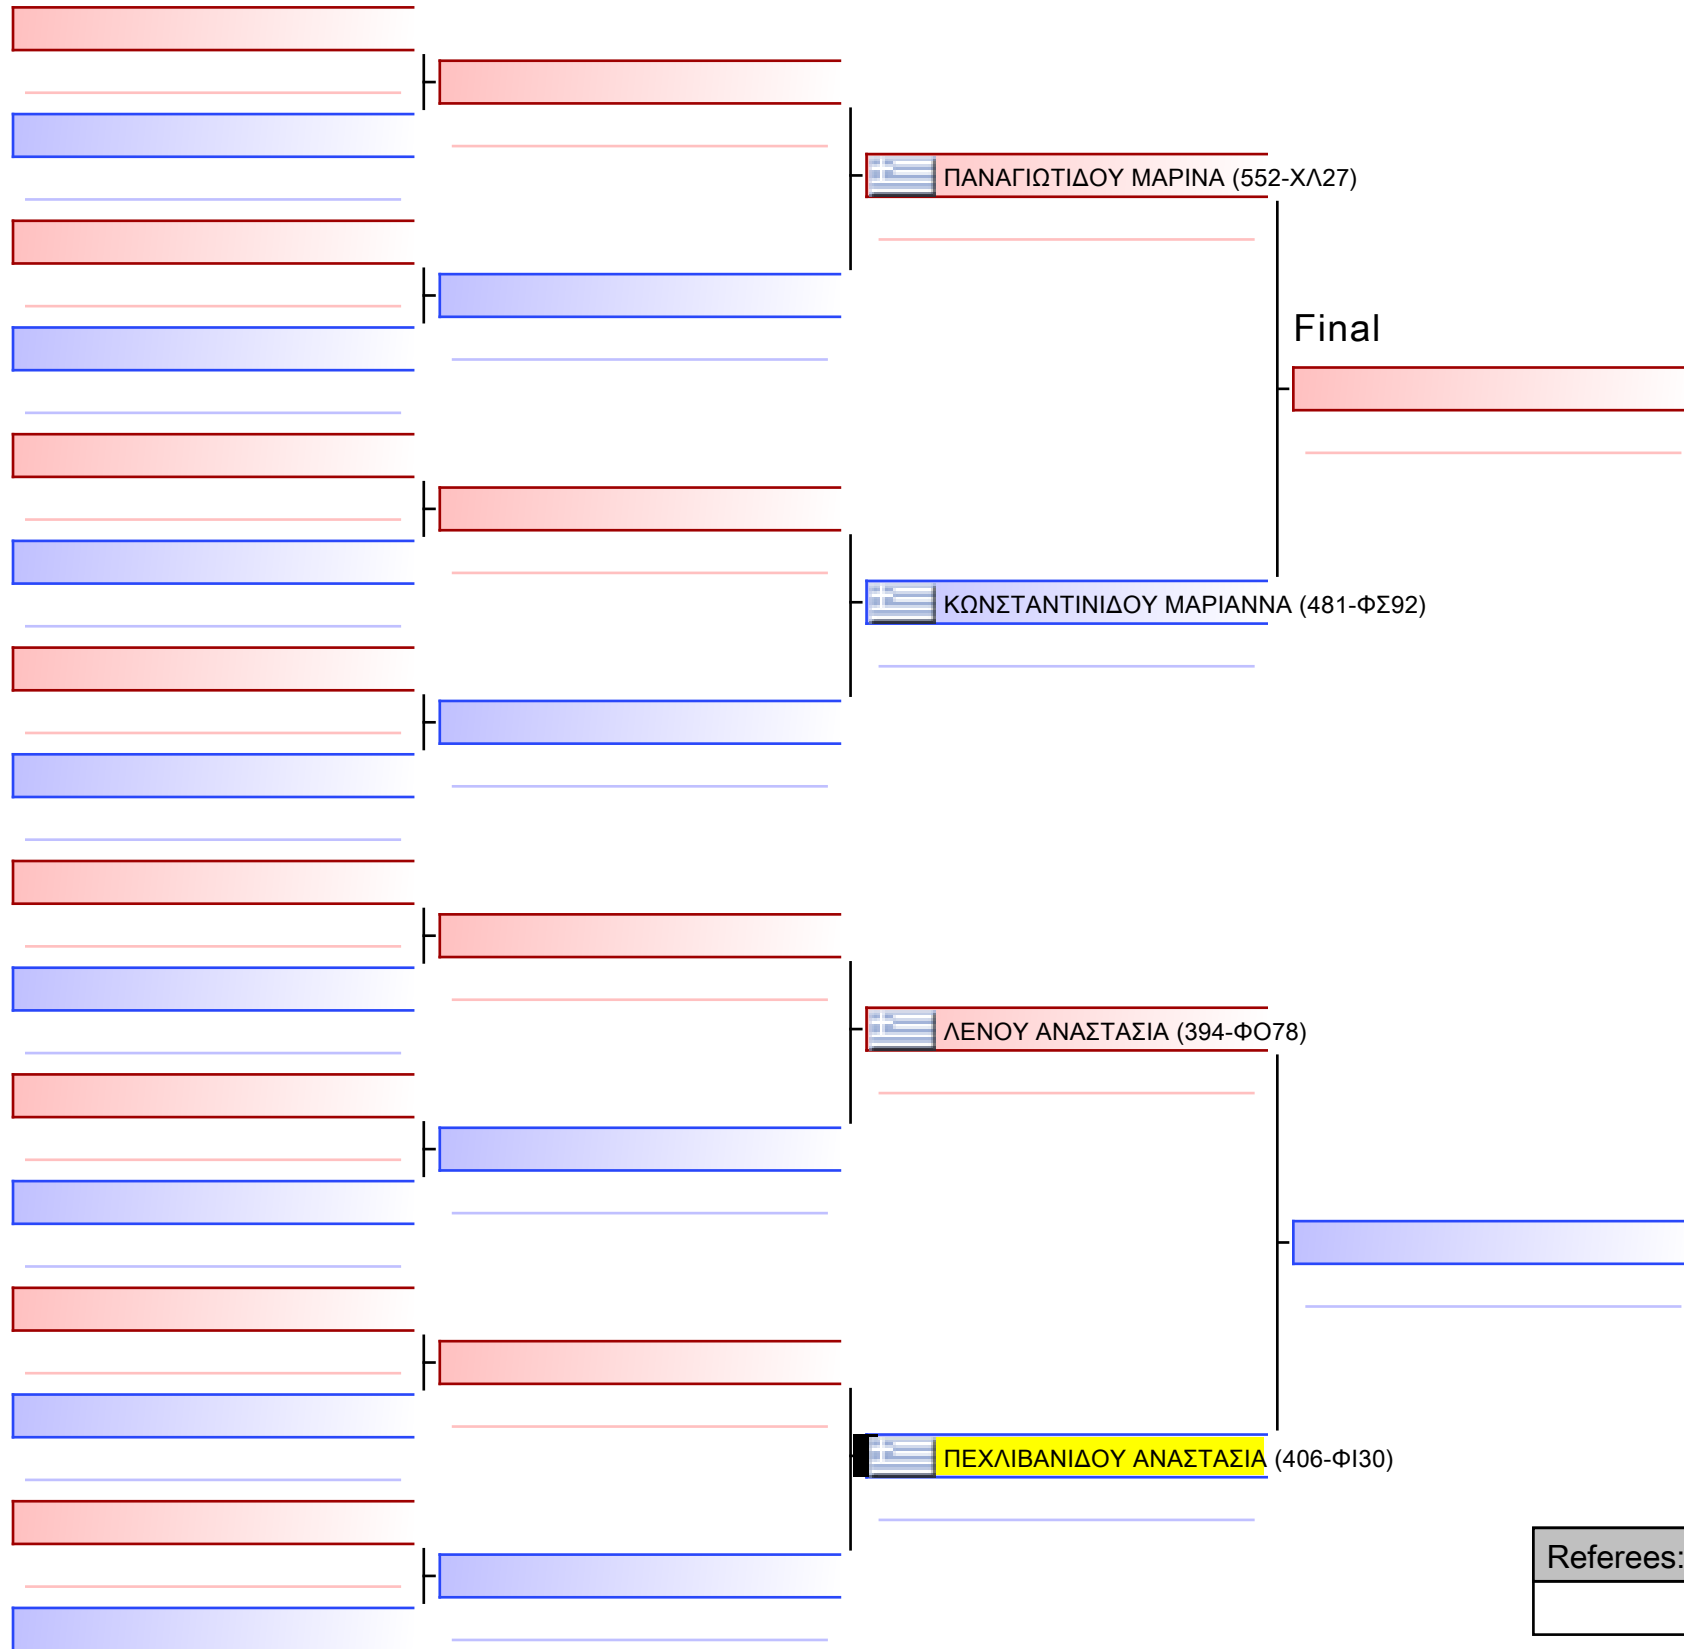 ΠΑΝΑΓΙΩΤΙΔΟΥ ΜΑΡΙΝΑ (552-ΧΛ27)
Final
ΚΩΝΣΤΑΝΤΙΝΙΔΟΥ ΜΑΡΙΑΝΝΑ (481-ΦΣ92)
ΛΕΝΟΥ ΑΝΑΣΤΑΣΙΑ (394-ΦΟ78)
ΠΕΧΛΙΒΑΝΙΔΟΥ ΑΝΑΣΤΑΣΙΑ (406-ΦΙ30)
Referees: